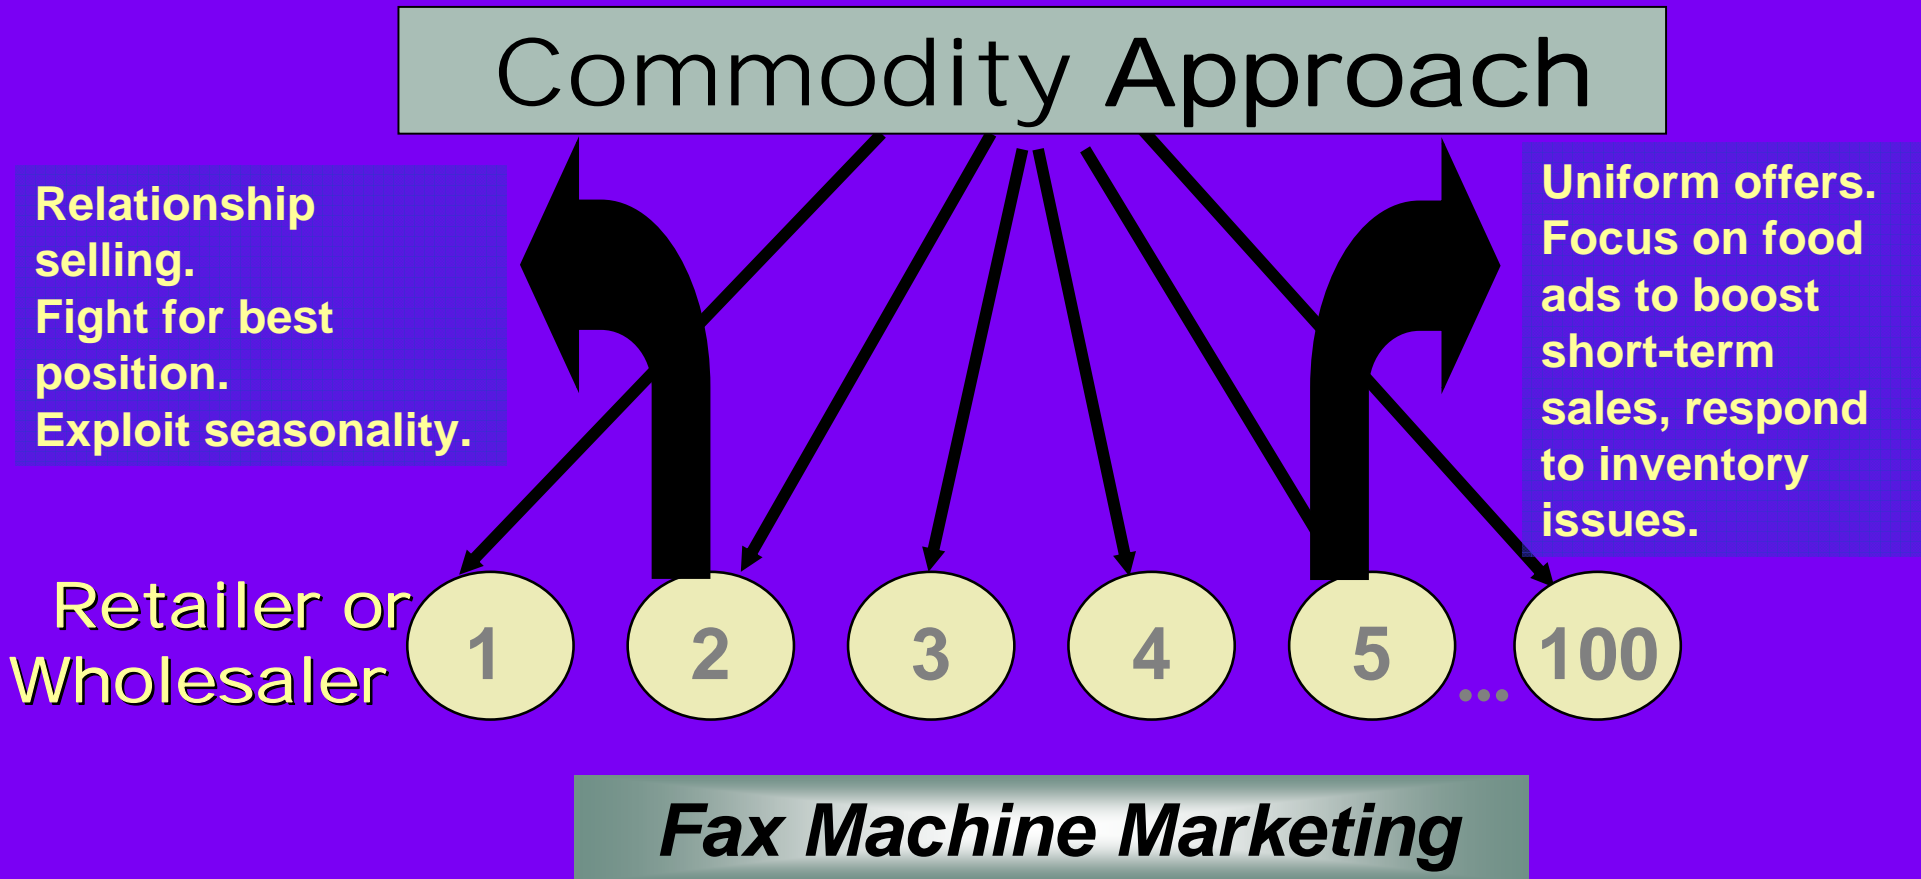 Commodity Approach
Relationship
selling.
Fight for best
position.
Exploit seasonality.
Uniform offers.
Focus on food
ads to boost
short-term
sales, respond
to inventory
issues.
Retailer or
Wholesaler
1 2 3 4 5 ... 100
Fax Machine Marketing